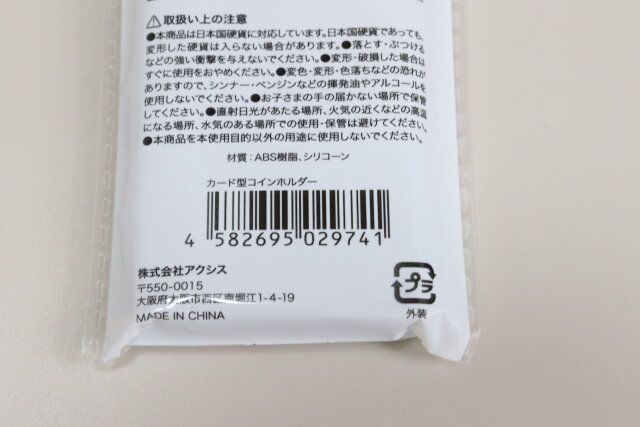 ⚠取扱い上の注意
●本商品は日本国硬貨に対応しています。日本国硬貨であっても、
変形した硬貨は入らない場合があります。●落とす・ぶつける
などの強い衝撃を与えないでください。●変形・破損した場合は
すぐに使用をおやめください。●変色・変形・色落ちなどの恐れが
ありますので、シンナー・ベンジンなどの揮発油やアルコールを
使用しないでください。●お子さまの手の届かない場所で保管
してください。●直射日光があたる場所、火気の近くなどの高温
になる場所、水気のある場所での使用・保管は避けてください。
●本商品を本使用目的以外の用途に使用しないでください。
材質：ABS樹脂、シリコーン
カード型コインホルダー
4 582695 029741
株式会社アクシス
〒550-0015
大阪府大阪市西区南堀江1-4-19
MADE IN CHINA
プラ
外装